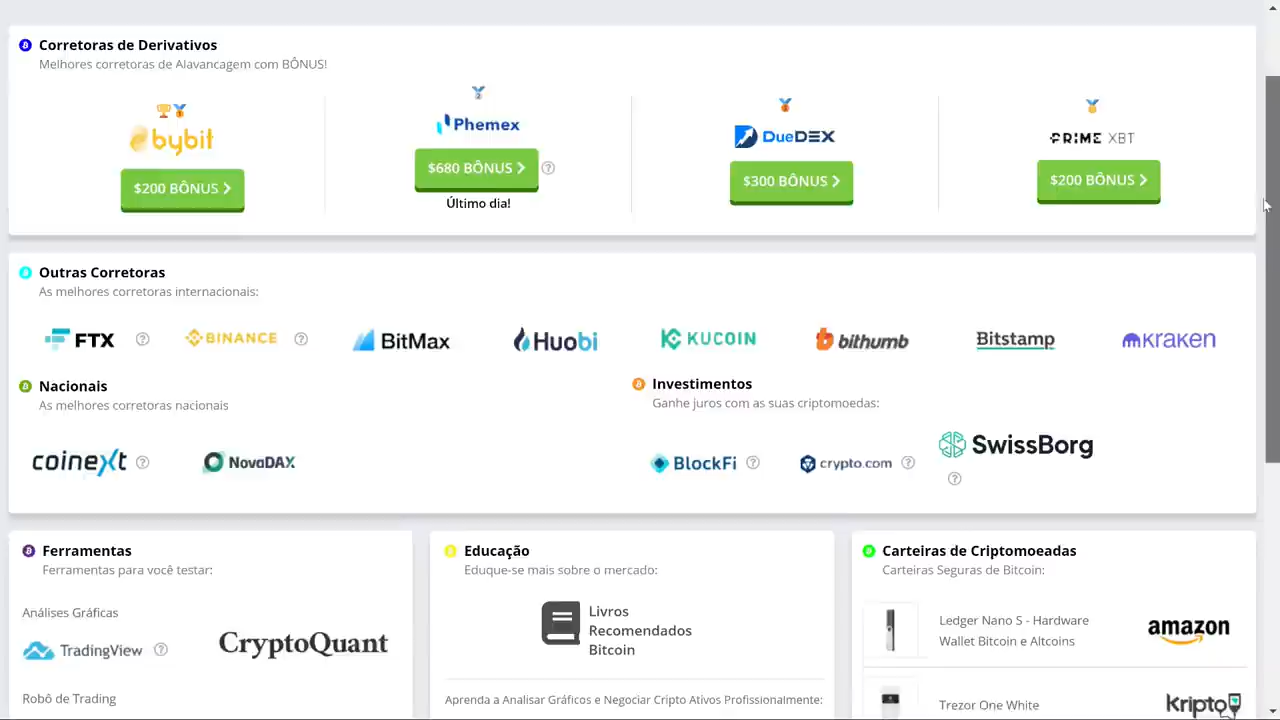 Corretoras de Derivativos
Melhores corretoras de Alavancagem com BÔNUS!
bybit
$200 BÔNUS
Phemex
$680 BÔNUS
Último dia!
DueDEX
$300 BÔNUS
PRIME XBT
$200 BÔNUS
Outras Corretoras
As melhores corretoras internacionais:
FTX
BINANCE
BitMax
Huobi
KUCOIN
bithumb
Bitstamp
kraken
Nacionais
As melhores corretoras nacionais
coinext
NovaDAX
Investimentos
Ganhe juros com as suas criptomoedas:
BlockFi
crypto.com
SwissBorg
Ferramentas
Ferramentas para você testar:
Análises Gráficas
TradingView
CryptoQuant
Robô de Trading
Educação
Eduque-se mais sobre o mercado:
Livros
Recomendados
Bitcoin
Aprenda a Analisar Gráficos e Negociar Cripto Ativos Profissionalmente:
Carteiras de Criptomoeadas
Carteiras Seguras de Bitcoin:
Ledger Nano S - Hardware
Wallet Bitcoin e Altcoins
amazon
Trezor One White
kripto